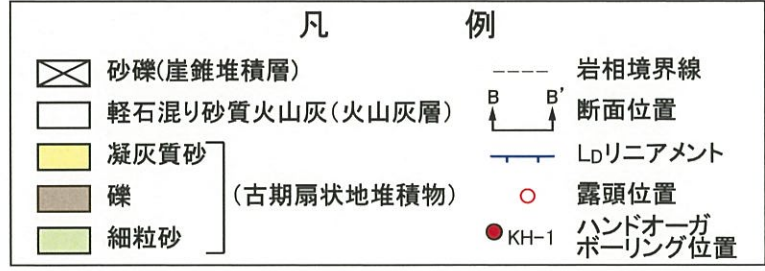 凡 例
砂礫(崖錐堆積層)
軽石混り砂質火山灰(火山灰層)
凝灰質砂
礫
細粒砂
(古期扇状地堆積物)
岩相境界線
B B'
断面位置
LDリニアメント
露頭位置
KH-1
ハンドオーガ
ボーリング位置